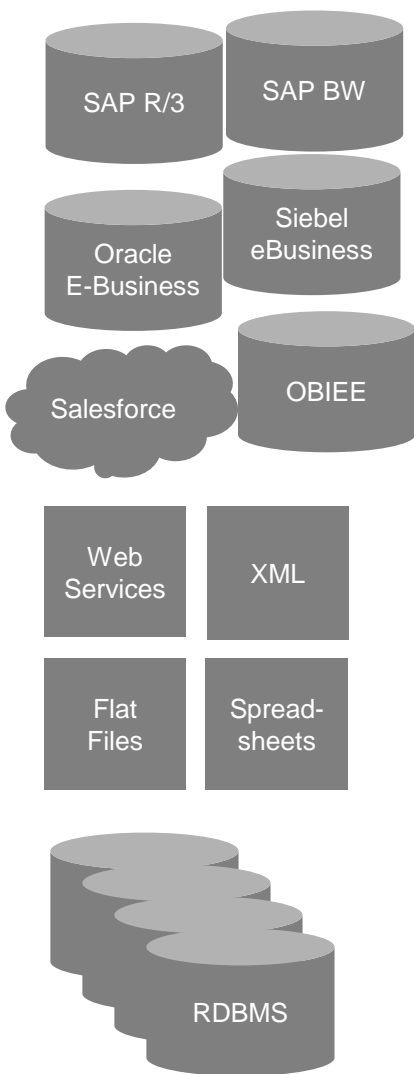 SAP R/3
SAP BW
Oracle
E-Business
Siebel
eBusiness
Salesforce
OBIEE
Web
Services
XML
Flat
Files
Spread-
sheets
RDBMS